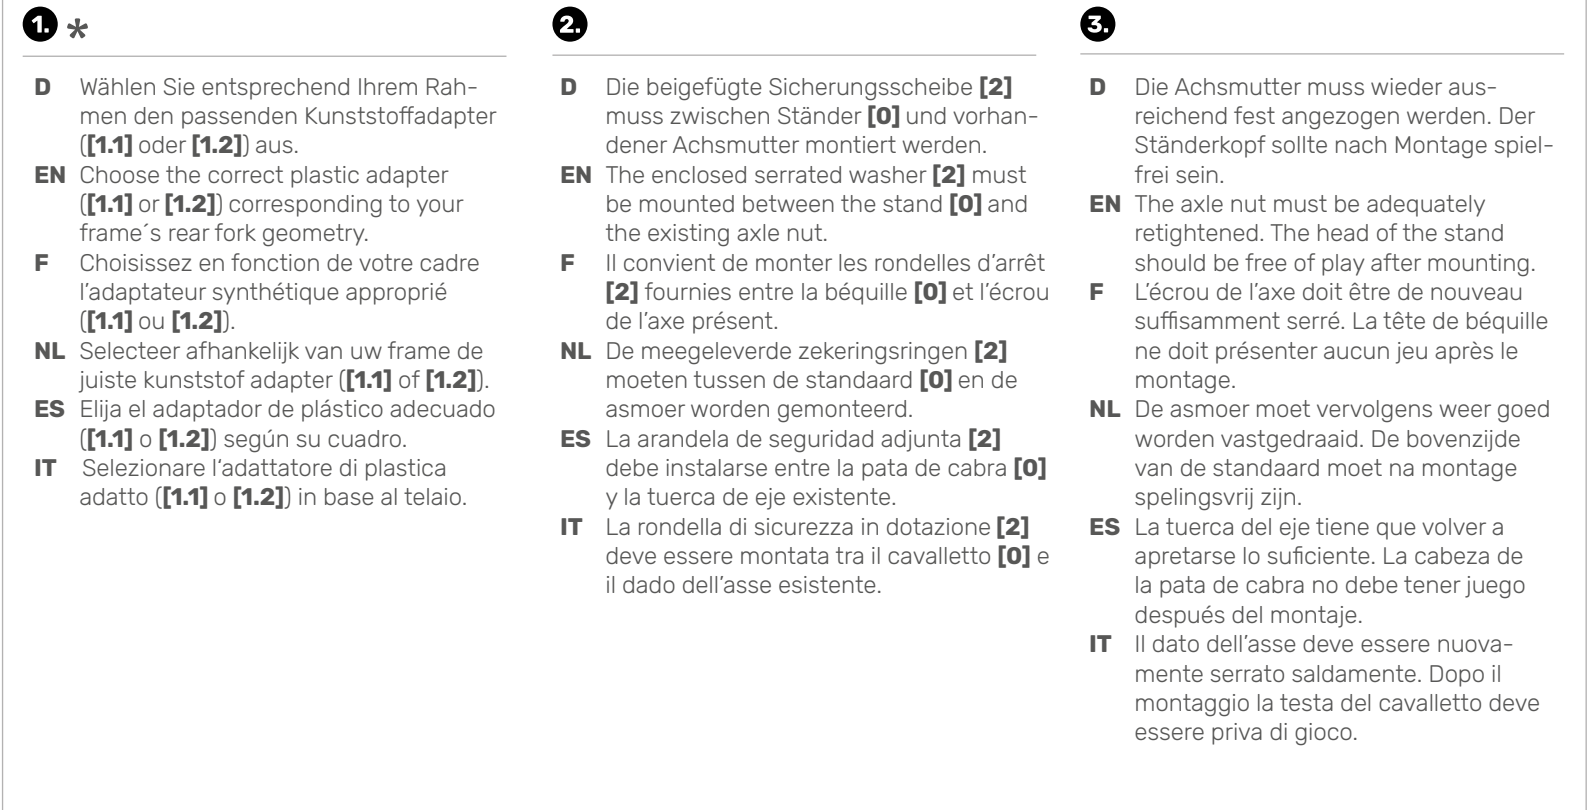 1. *
D Wählen Sie entsprechend Ihrem Rah-
men den passenden Kunststoffadapter
([1.1] oder [1.2]) aus.
EN Choose the correct plastic adapter
([1.1] or [1.2]) corresponding to your
frame´s rear fork geometry.
F Choisissez en fonction de votre cadre
l'adaptateur synthétique approprié
([1.1] ou [1.2]).
NL Selecteer afhankelijk van uw frame de
juiste kunststof adapter ([1.1] of [1.2]).
ES Elija el adaptador de plástico adecuado
([1.1] o [1.2]) según su cuadro.
IT Selezionare l‘adattatore di plastica
adatto ([1.1] o [1.2]) in base al telaio.
2.
D Die beigefügte Sicherungsscheibe [2]
muss zwischen Ständer [0] und vorhan-
dener Achsmutter montiert werden.
EN The enclosed serrated washer [2] must
be mounted between the stand [0] and
the existing axle nut.
F Il convient de monter les rondelles d'arrêt
[2] fournies entre la béquille [0] et l'écrou
de l'axe présent.
NL De meegeleverde zekeringsringen [2]
moeten tussen de standaard [0] en de
asmoer worden gemonteerd.
ES La arandela de seguridad adjunta [2]
debe instalarse entre la pata de cabra [0]
y la tuerca de eje existente.
IT La rondella di sicurezza in dotazione [2]
deve essere montata tra il cavalletto [0] e
il dado dell'asse esistente.
3.
D Die Achsmutter muss wieder aus-
reichend fest angezogen werden. Der
Ständerkopf sollte nach Montage spiel-
frei sein.
EN The axle nut must be adequately
retightened. The head of the stand
should be free of play after mounting.
F L'écrou de l'axe doit être de nouveau
suffisamment serré. La tête de béquille
ne doit présenter aucun jeu après le
montage.
NL De asmoer moet vervolgens weer goed
worden vastgedraaid. De bovenzijde
van de standaard moet na montage
spelingsvrij zijn.
ES La tuerca del eje tiene que volver a
apretarse lo suficiente. La cabeza de
la pata de cabra no debe tener juego
después del montaje.
IT Il dato dell'asse deve essere nuova-
mente serrato saldamente. Dopo il
montaggio la testa del cavalletto deve
essere priva di gioco.